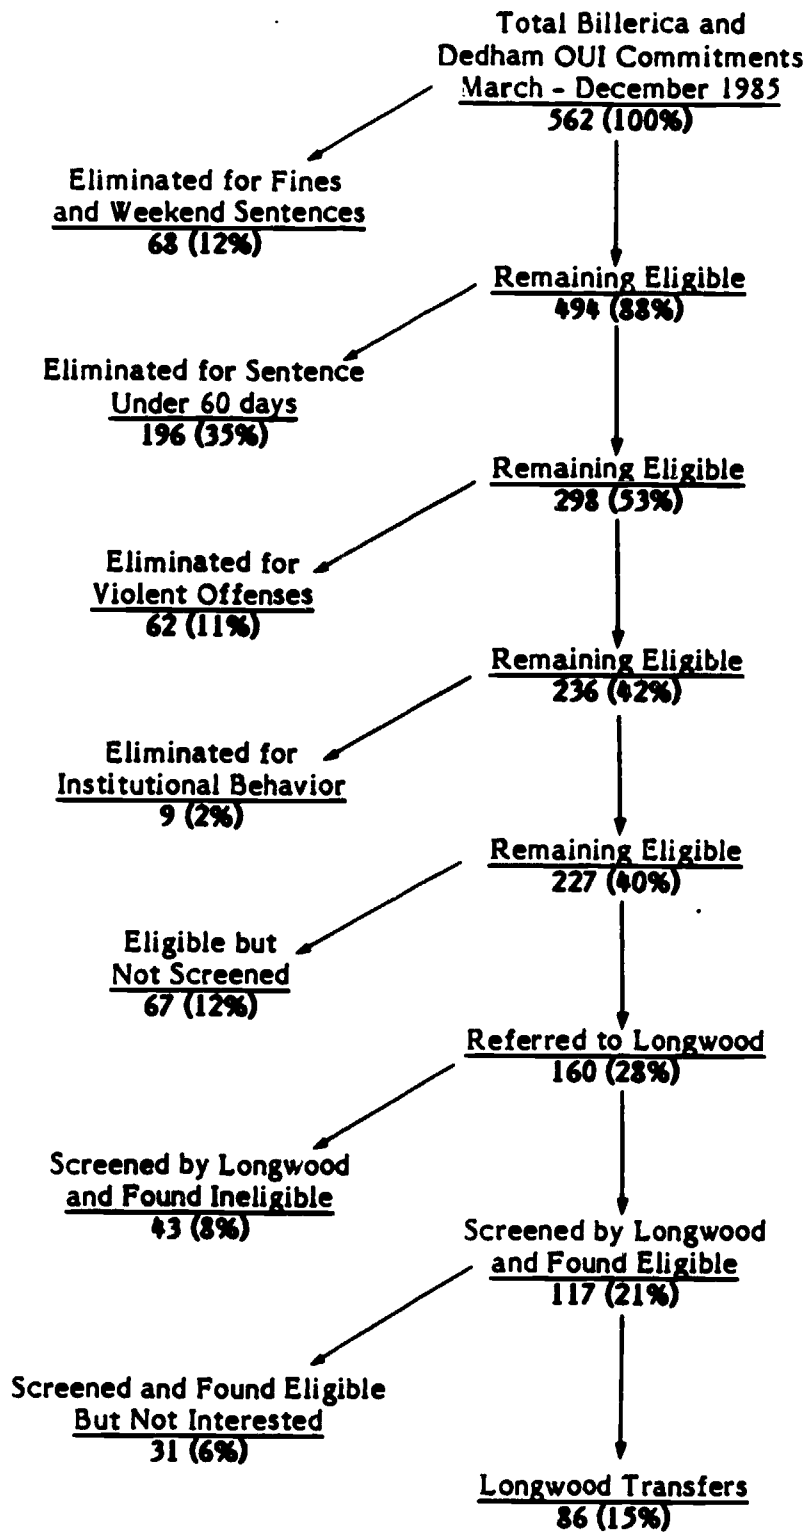 Total Billerica and
Dedham OUI Commitments
March - December 1985
562 (100%)
Eliminated for Fines
and Weekend Sentences
68 (12%)
Remaining Eligible
494 (88%)
Eliminated for Sentence
Under 60 days
196 (35%)
Remaining Eligible
298 (53%)
Eliminated for
Violent Offenses
62 (11%)
Remaining Eligible
236 (42%)
Eliminated for
Institutional Behavior
9 (2%)
Remaining Eligible
227 (40%)
Eligible but
Not Screened
67 (12%)
Referred to Longwood
160 (28%)
Screened by Longwood
and Found Ineligible
43 (8%)
Screened by Longwood
and Found Eligible
117 (21%)
Screened and Found Eligible
But Not Interested
31 (6%)
Longwood Transfers
86 (15%)